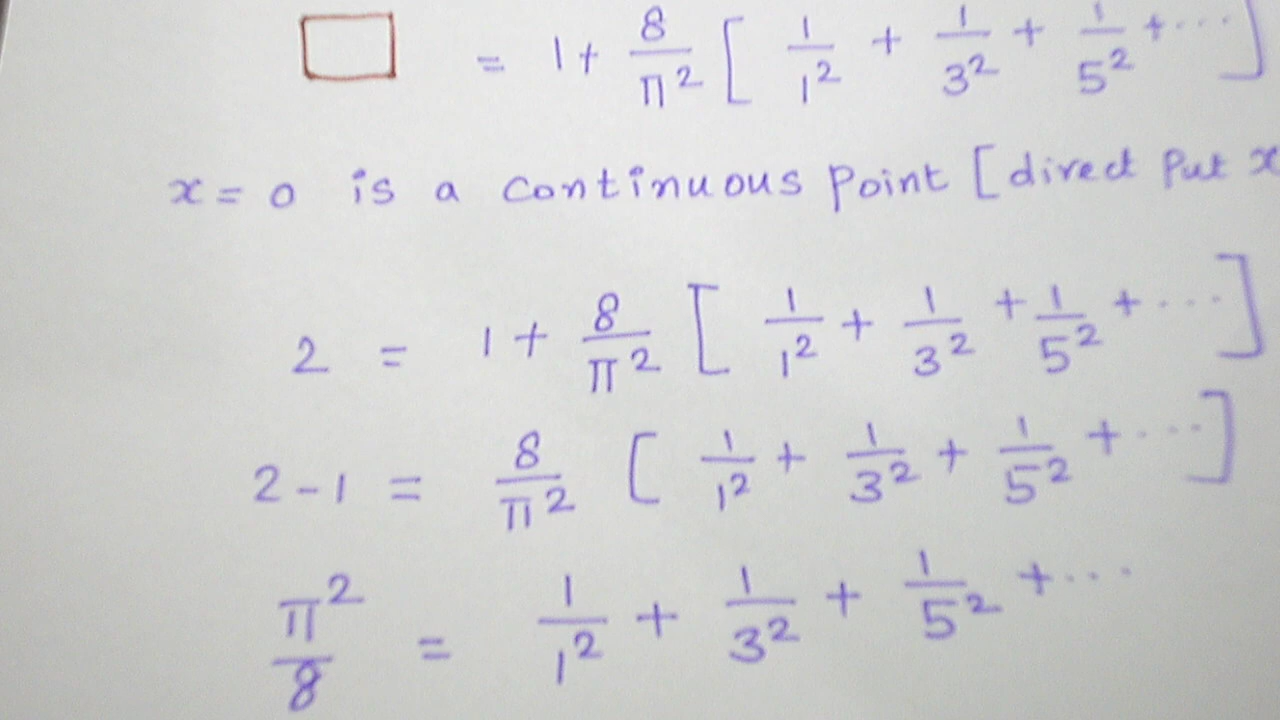 = 1 + 8/π² [ 1/1² + 1/3² + 1/5² + ... ]
x = 0 is a continuous point [direct Put x
2 = 1 + 8/π² [ 1/1² + 1/3² + 1/5² + ... ]
2 - 1 = 8/π² [ 1/1² + 1/3² + 1/5² + ... ]
π²/8 = 1/1² + 1/3² + 1/5² + ...